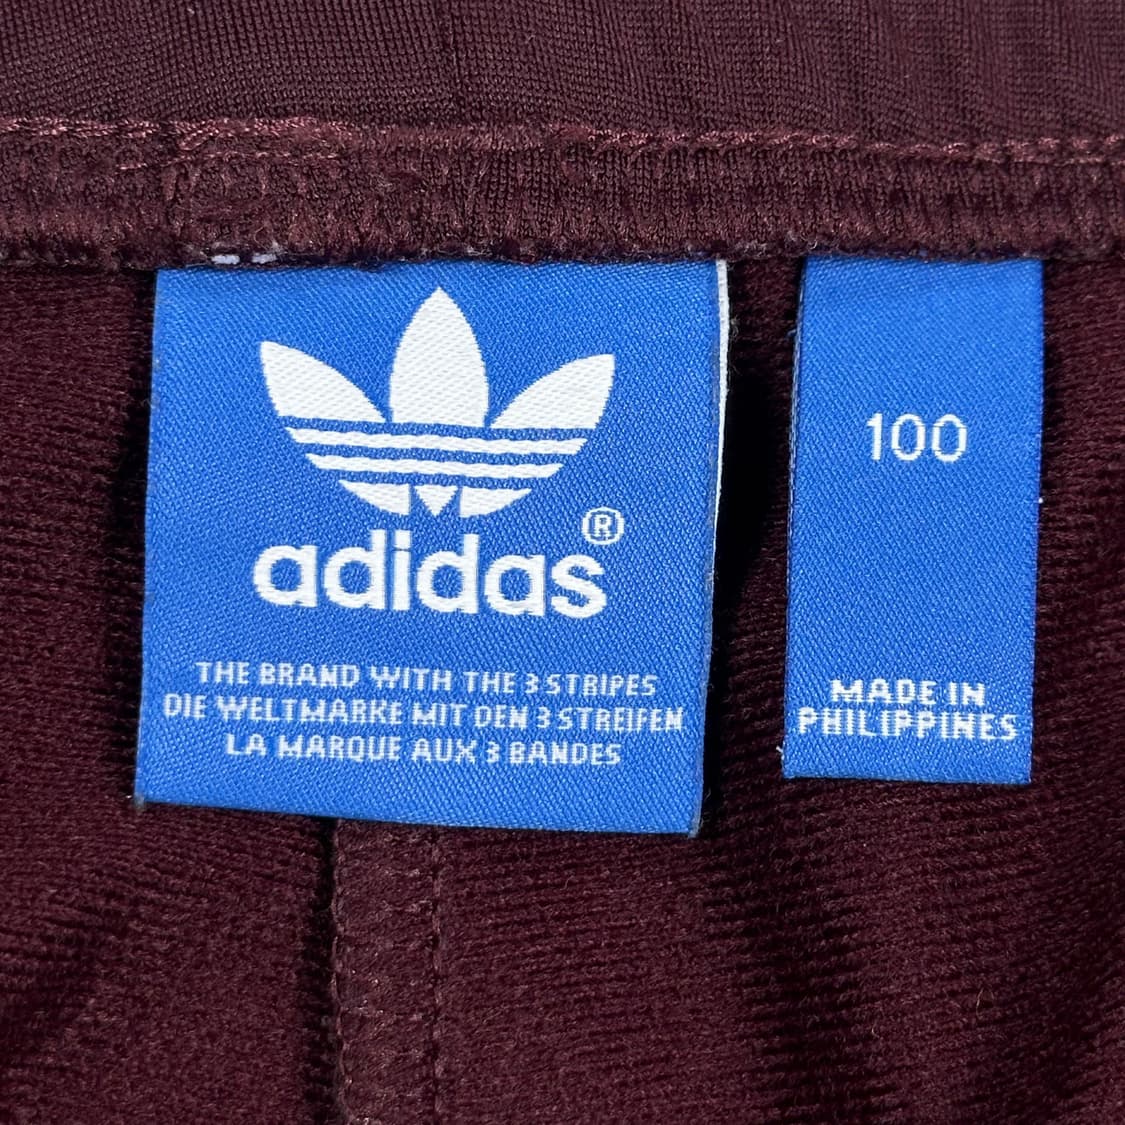 adidas®
THE BRAND WITH THE 3 STRIPES
DIE WELTMARKE MIT DEN 3 STREIFEN
LA MARQUE AUX 3 BANDES
100
MADE IN
PHILIPPINES